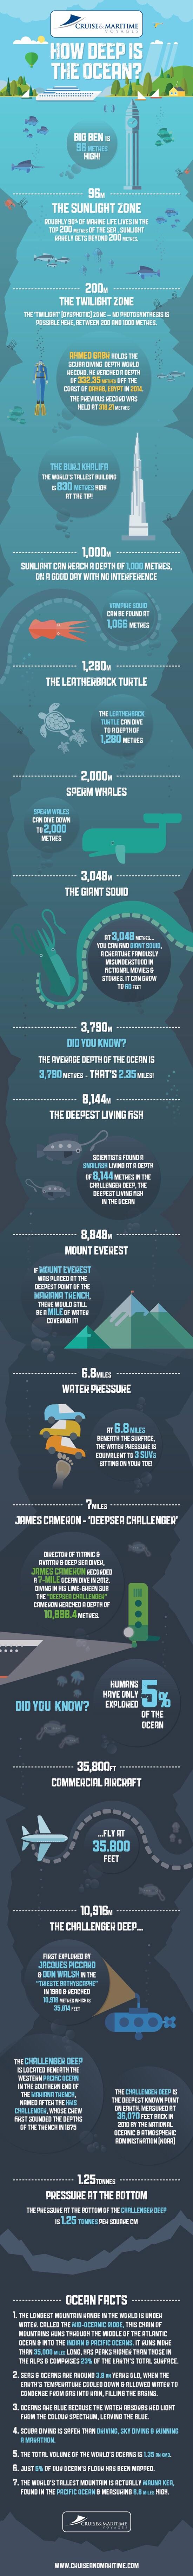 CRUISE & MARITIME
VOYAGES
HOW DEEP IS
THE OCEAN?
BIG BEN IS
96 METRES
HIGH!
96M
THE SUNLIGHT ZONE
ROUGHLY 90% OF MARINE LIFE LIVES IN THE
TOP 200 METRES OF THE SEA. SUNLIGHT
RARELY GETS BEYOND 200 METRES.
200M
THE TWILIGHT ZONE
THE 'TWILIGHT' (DYSPHOTIC) ZONE – NO PHOTOSYNTHESIS IS
POSSIBLE HERE, BETWEEN 200 AND 1000 METRES.
AHMED GABR HOLDS THE
SCUBA DIVING DEPTH WORLD
RECORD. HE REACHED A DEPTH
OF 332.35 METRES OFF THE
COAST OF DAHAB, EGYPT IN 2014.
THE PREVIOUS RECORD WAS
HELD AT 318.21 METRES
THE BURJ KHALIFA
THE WORLD'S TALLEST BUILDING
IS 830 METRES HIGH
AT THE TIP!
1,000M
SUNLIGHT CAN REACH A DEPTH OF 1,000 METRES,
ON A GOOD DAY WITH NO INTERFERENCE
VAMPIRE SQUID
CAN BE FOUND AT
1,066 METRES
1,280M
THE LEATHERBACK TURTLE
THE LEATHERBACK
TURTLE CAN DIVE
TO A DEPTH OF
1,280 METRES
2,000M
SPERM WHALES
SPERM WALES
CAN DIVE DOWN
TO 2,000
METRES
3,048M
THE GIANT SQUID
AT 3,048 METRES...
YOU CAN FIND GIANT SQUID,
A CREATURE FAMOUSLY
MISUNDERSTOOD IN
FICTIONAL MOVIES &
STORIES. IT CAN GROW
TO 60 FEET
3,790M
DID YOU KNOW?
THE AVERAGE DEPTH OF THE OCEAN IS
3,790 METRES - THAT'S 2.35 MILES!
8,144M
THE DEEPEST LIVING FISH
SCIENTISTS FOUND A
SNAILFISH LIVING AT A DEPTH
OF 8,144 METRES IN THE
CHALLENGER DEEP, THE
DEEPEST LIVING FISH
IN THE OCEAN
8,848M
MOUNT EVEREST
IF MOUNT EVEREST
WAS PLACED AT THE
DEEPEST POINT OF THE
MARIANA TRENCH,
THERE WOULD STILL
BE A MILE OF WATER
COVERING IT!
6.8MILES
WATER PRESSURE
AT 6.8 MILES
BENEATH THE SURFACE,
THE WATER PRESSURE IS
EQUIVALENT TO 3 SUVS
SITTING ON YOUR TOE!
7MILES
JAMES CAMERON - 'DEEPSEA CHALLENGER'
DIRECTOR OF TITANIC &
AVATAR & DEEP SEA DIVER,
JAMES CAMERON RECORDED
A 7-MILE OCEAN DIVE IN 2012.
DIVING IN HIS LIME-GREEN SUB
THE "DEEPSEA CHALLENGER"
CAMERON REACHED A DEPTH OF
10,898.4 METRES.
DID YOU KNOW?
HUMANS
HAVE ONLY
EXPLORED
5%
OF THE
OCEAN
35,800FT
COMMERCIAL AIRCRAFT
...FLY AT
35,800
FEET
10,916M
THE CHALLENGER DEEP...
FIRST EXPLORED BY
JACQUES PICCARD
& DON WALSH IN THE
"TRIESTE BATHYSCAPHE"
IN 1960 & REACHED
10,916 METRES WHICH IS
35,814 FEET
THE CHALLENGER DEEP
IS LOCATED BENEATH THE
WESTERN PACIFIC OCEAN
IN THE SOUTHERN END OF
THE MARIANA TRENCH,
NAMED AFTER THE HMS
CHALLENGER, WHOSE CREW
FIRST SOUNDED THE DEPTHS
OF THE TRENCH IN 1875
THE CHALLENGER DEEP IS
THE DEEPEST KNOWN POINT
ON EARTH, MEASURED AT
36,070 FEET BACK IN
2010 BY THE NATIONAL
OCEANIC & ATMOSPHERIC
ADMINISTRATION (NOAA)
1.25TONNES
PRESSURE AT THE BOTTOM
THE PRESSURE AT THE BOTTOM OF THE CHALLENGER DEEP
IS 1.25 TONNES PER SQUARE CM
OCEAN FACTS
1. THE LONGEST MOUNTAIN RANGE IN THE WORLD IS UNDER
WATER. CALLED THE MID-OCEANIC RIDGE, THIS CHAIN OF
MOUNTAINS RUNS THROUGH THE MIDDLE OF THE ATLANTIC
OCEAN & INTO THE INDIAN & PACIFIC OCEANS. IT RUNS MORE
THAN 35,000 MILES LONG, HAS PEAKS HIGHER THAN THOSE IN
THE ALPS & COMPRISES 23% OF THE EARTH'S TOTAL SURFACE.
2. SEAS & OCEANS ARE AROUND 3.8 BN YEARS OLD, WHEN THE
EARTH'S TEMPERATURE COOLED DOWN & ALLOWED WATER TO
CONDENSE FROM GAS INTO RAIN, FILLING THE BASINS.
3. OCEANS ARE BLUE BECAUSE THE WATER ABSORBS RED LIGHT
FROM THE COLOUR SPECTRUM, LEAVING THE BLUE.
4. SCUBA DIVING IS SAFER THAN DRIVING, SKY DIVING & RUNNING
A MARATHON.
5. THE TOTAL VOLUME OF THE WORLD'S OCEANS IS 1.35 BN KM3.
6. JUST 5% OF OUR OCEAN'S FLOOR HAS BEEN MAPPED.
7. THE WORLD'S TALLEST MOUNTAIN IS ACTUALLY MAUNA KEA,
FOUND IN THE PACIFIC OCEAN & MEASURING 6.8 MILES HIGH.
CRUISE & MARITIME
VOYAGES
WWW.CRUISEANDMARITIME.COM